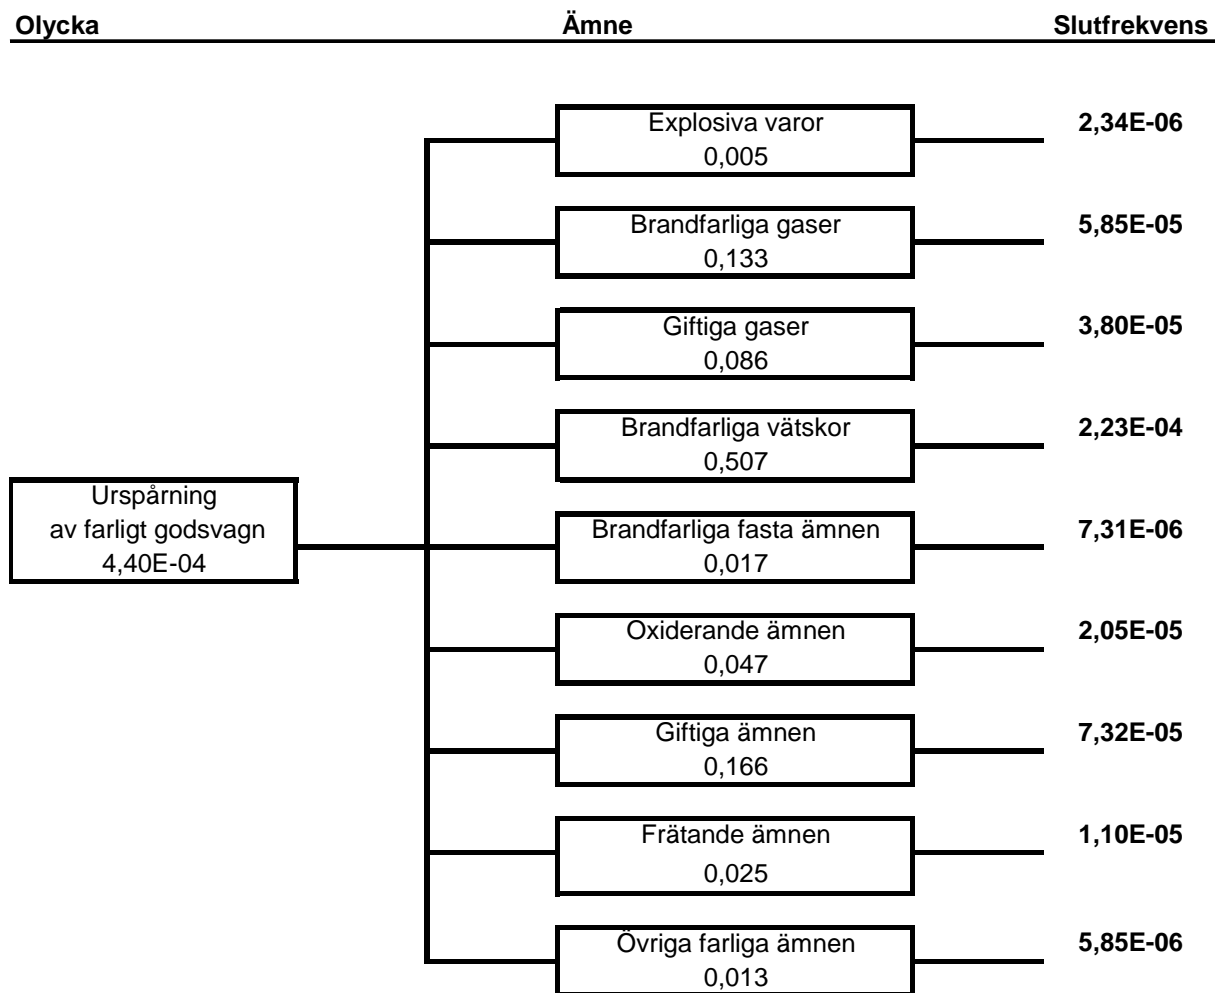 Olycka Ämne Slutfrekvens
Explosiva varor
0,005
2,34E-06
Brandfarliga gaser
0,133
5,85E-05
Giftiga gaser
0,086
3,80E-05
Brandfarliga vätskor
0,507
2,23E-04
Urspårning
av farligt godsvagn
4,40E-04
Brandfarliga fasta ämnen
0,017
7,31E-06
Oxiderande ämnen
0,047
2,05E-05
Giftiga ämnen
0,166
7,32E-05
Frätande ämnen
0,025
1,10E-05
Övriga farliga ämnen
0,013
5,85E-06